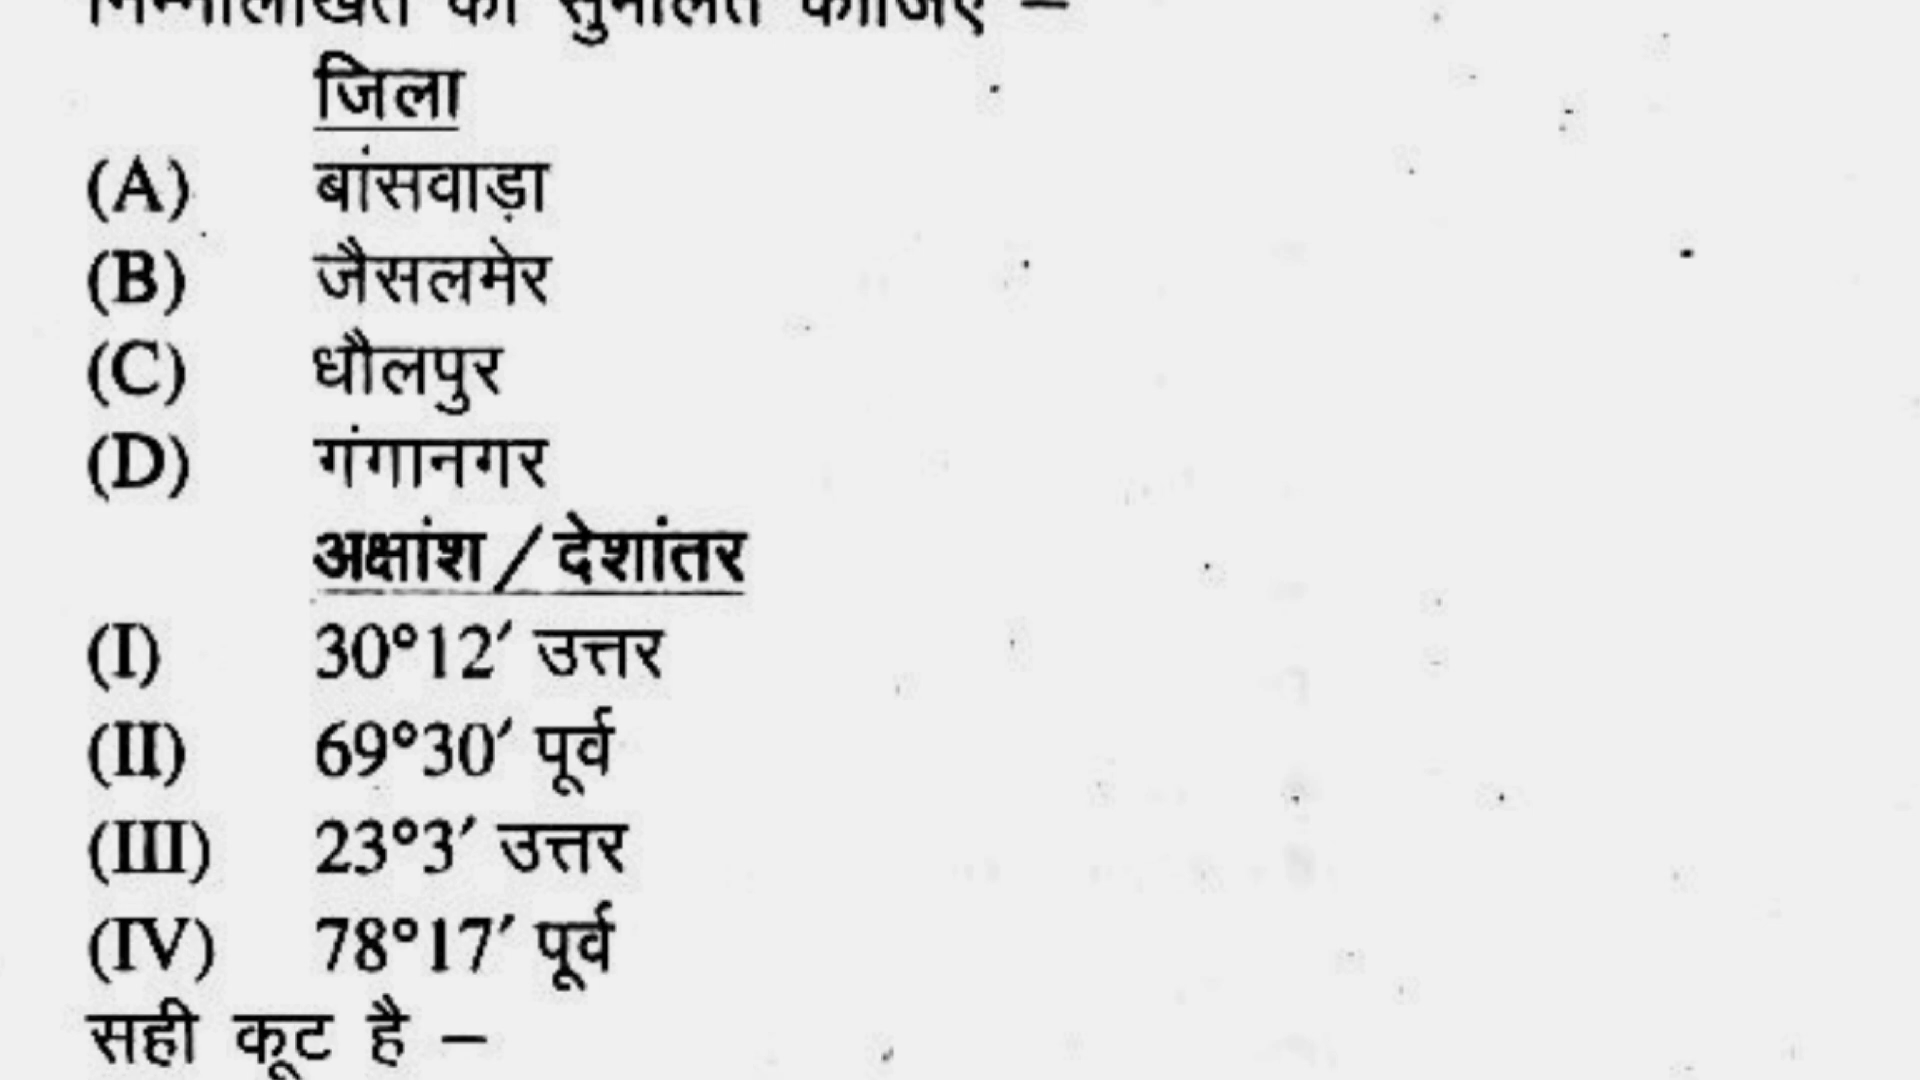 निम्नलिखित को सुमेलित कीजिए –
जिला
(A) बांसवाड़ा
(B) जैसलमेर
(C) धौलपुर
(D) गंगानगर
अक्षांश / देशांतर
(I) 30°12′ उत्तर
(II) 69°30′ पूर्व
(III) 23°3′ उत्तर
(IV) 78°17′ पूर्व
सही कूट है –